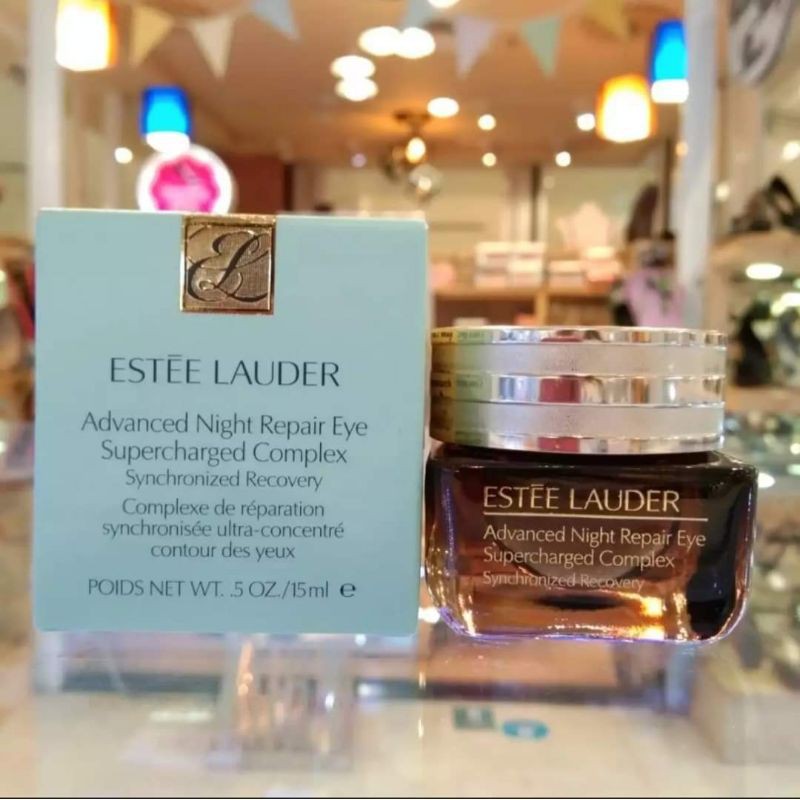 ESTĒE LAUDER
Advanced Night Repair Eye
Supercharged Complex
Synchronized Recovery
Complexe de réparation
synchronisée ultra-concentré
contour des yeux
POIDS NET WT. .5 OZ./15ml e
ESTĒE LAUDER
Advanced Night Repair Eye
Supercharged Complex
Synchronized Recovery